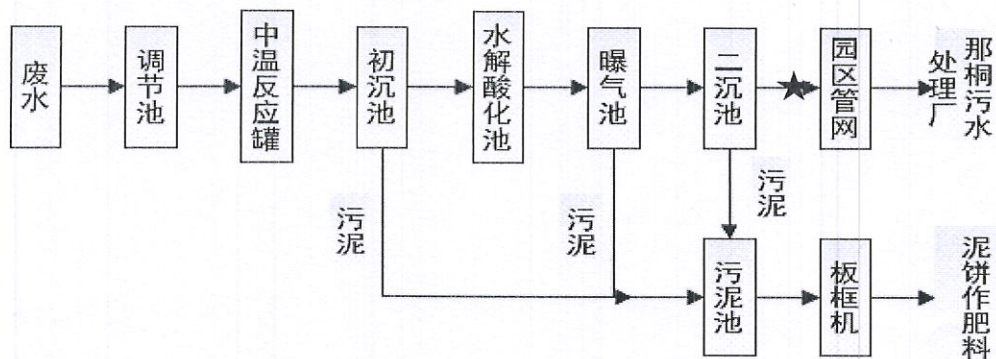 废水
调节池
中温反应罐
初沉池
水解酸化池
曝气池
二沉池
园区管网
那桐污水
处理厂
污泥
污泥
污泥
污泥池
板框机
泥饼作肥料